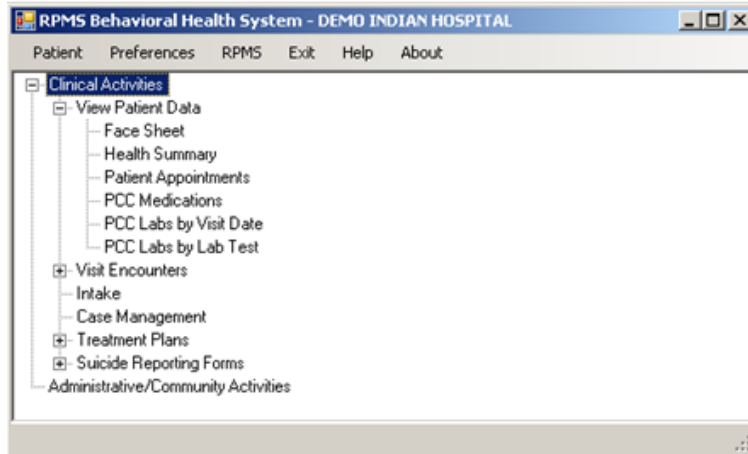 RPMS Behavioral Health System - DEMO INDIAN HOSPITAL
Patient Preferences RPMS Exit Help About
Clinical Activities
View Patient Data
Face Sheet
Health Summary
Patient Appointments
PCC Medications
PCC Labs by Visit Date
PCC Labs by Lab Test
Visit Encounters
Intake
Case Management
Treatment Plans
Suicide Reporting Forms
Administrative/Community Activities